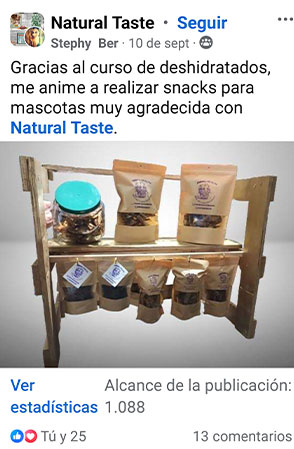 Natural Taste • Seguir
Stephy Ber · 10 de sept ·
Gracias al curso de deshidratados,
me anime a realizar snacks para
mascotas muy agradecida con
Natural Taste.
Ver estadísticas
Alcance de la publicación:
1.088
Tú y 25
13 comentarios